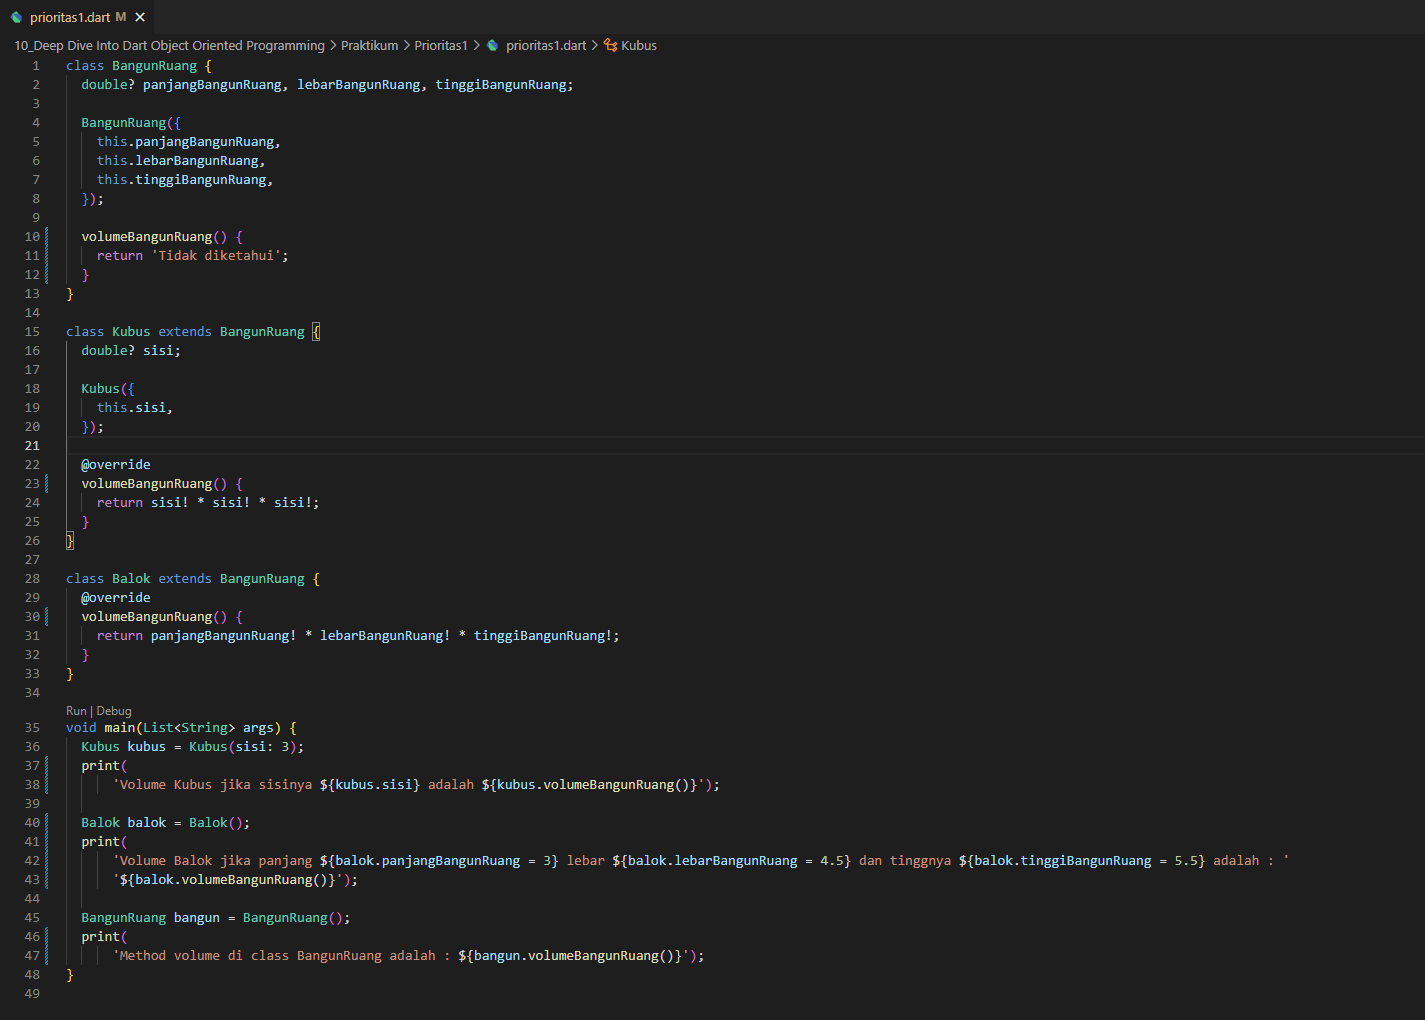 prioritas1.dart M
10_Deep Dive Into Dart Object Oriented Programming > Praktikum > Prioritas1 > prioritas1.dart > Kubus
1 class BangunRuang {
2 double? panjangBangunRuang, lebarBangunRuang, tinggiBangunRuang;
3
4 BangunRuang({
5 this.panjangBangunRuang,
6 this.lebarBangunRuang,
7 this.tinggiBangunRuang,
8 });
9
10 volumeBangunRuang() {
11 return 'Tidak diketahui';
12 }
13 }
14
15 class Kubus extends BangunRuang {
16 double? sisi;
17
18 Kubus({
19 this.sisi,
20 });
21
22 @override
23 volumeBangunRuang() {
24 return sisi! * sisi! * sisi!;
25 }
26 }
27
28 class Balok extends BangunRuang {
29 @override
30 volumeBangunRuang() {
31 return panjangBangunRuang! * lebarBangunRuang! * tinggiBangunRuang!;
32 }
33 }
34
Run | Debug
35 void main(List<String> args) {
36 Kubus kubus = Kubus(sisi: 3);
37 print(
38 'Volume Kubus jika sisinya ${kubus.sisi} adalah ${kubus.volumeBangunRuang()}');
39
40 Balok balok = Balok();
41 print(
42 'Volume Balok jika panjang ${balok.panjangBangunRuang = 3} lebar ${balok.lebarBangunRuang = 4.5} dan tinggnya ${balok.tinggiBangunRuang = 5.5} adalah : '
43 '${balok.volumeBangunRuang()}');
44
45 BangunRuang bangun = BangunRuang();
46 print(
47 'Method volume di class BangunRuang adalah : ${bangun.volumeBangunRuang()}');
48 }
49